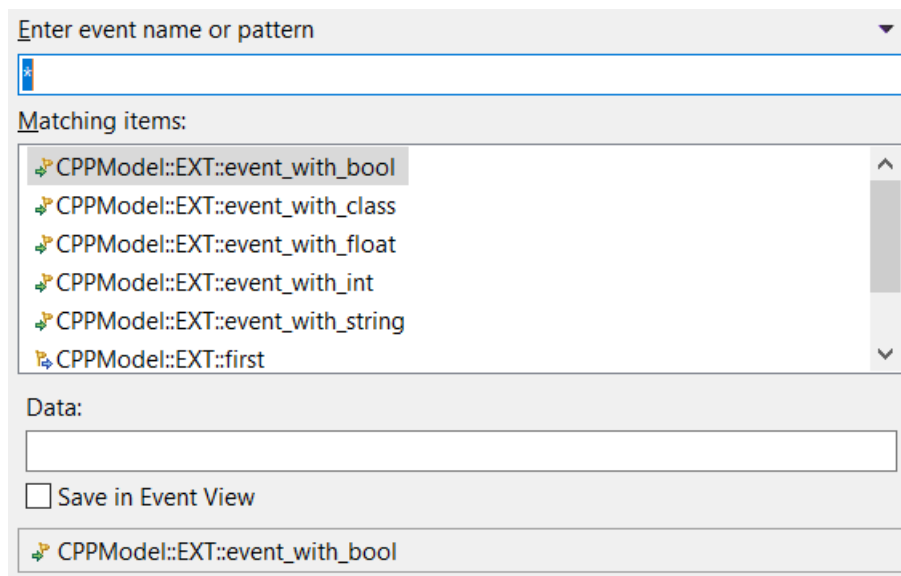 Enter event name or pattern
*
Matching items:
CPPModel::EXT::event_with_bool
CPPModel::EXT::event_with_class
CPPModel::EXT::event_with_float
CPPModel::EXT::event_with_int
CPPModel::EXT::event_with_string
CPPModel::EXT::first
Data:
Save in Event View
CPPModel::EXT::event_with_bool